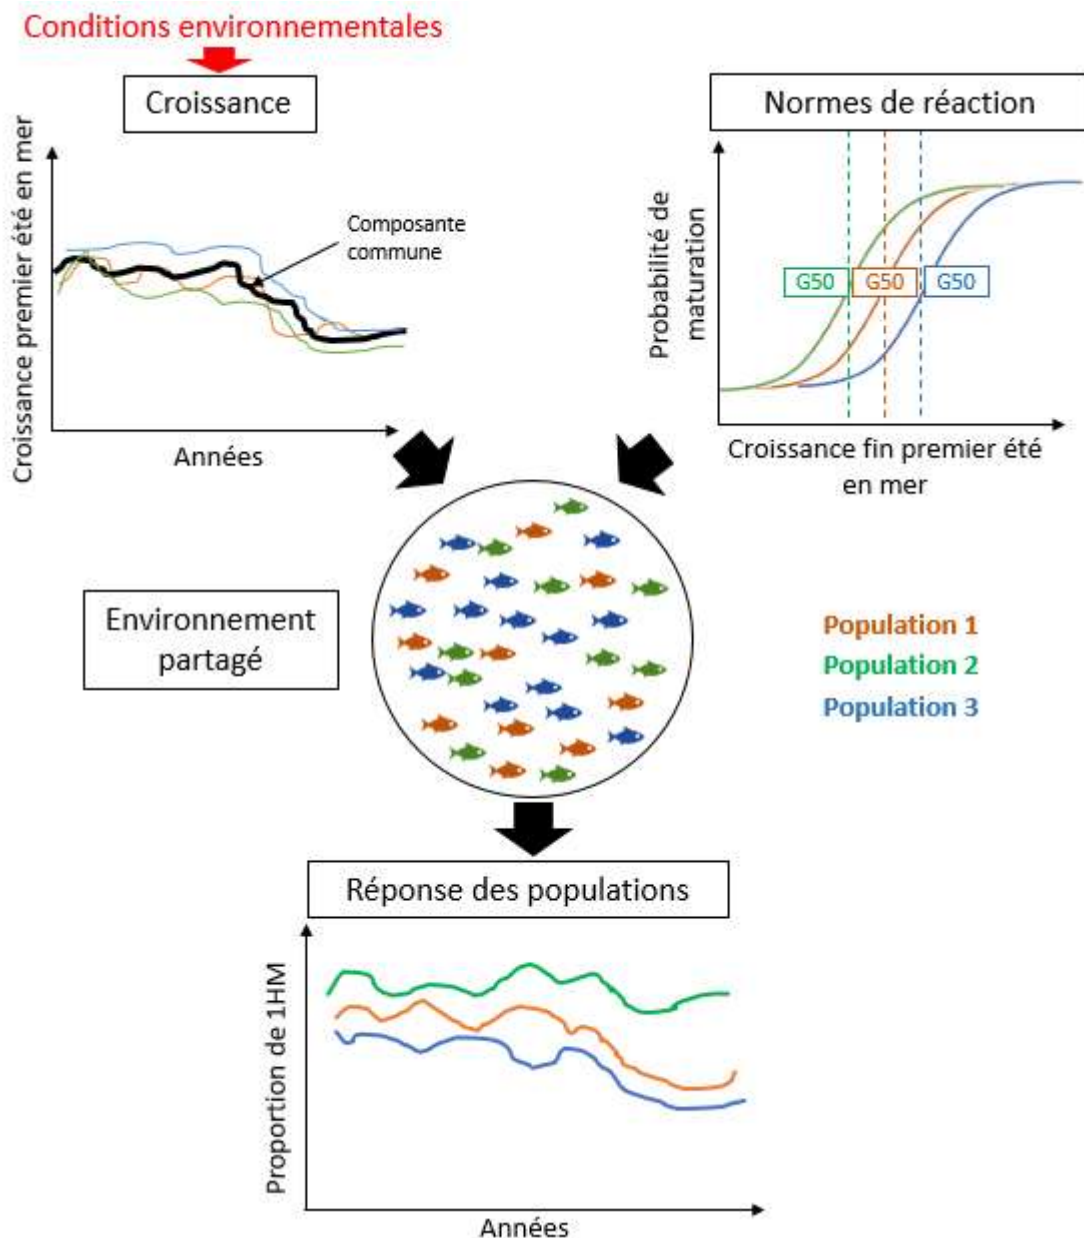 Conditions environnementales
Croissance
Croissance premier été en mer
Composante
commune
Années
Normes de réaction
Probabilité de
maturation
G50
G50
G50
Croissance fin premier été
en mer
Environnement
partagé
Population 1
Population 2
Population 3
Réponse des populations
Proportion de 1HM
Années